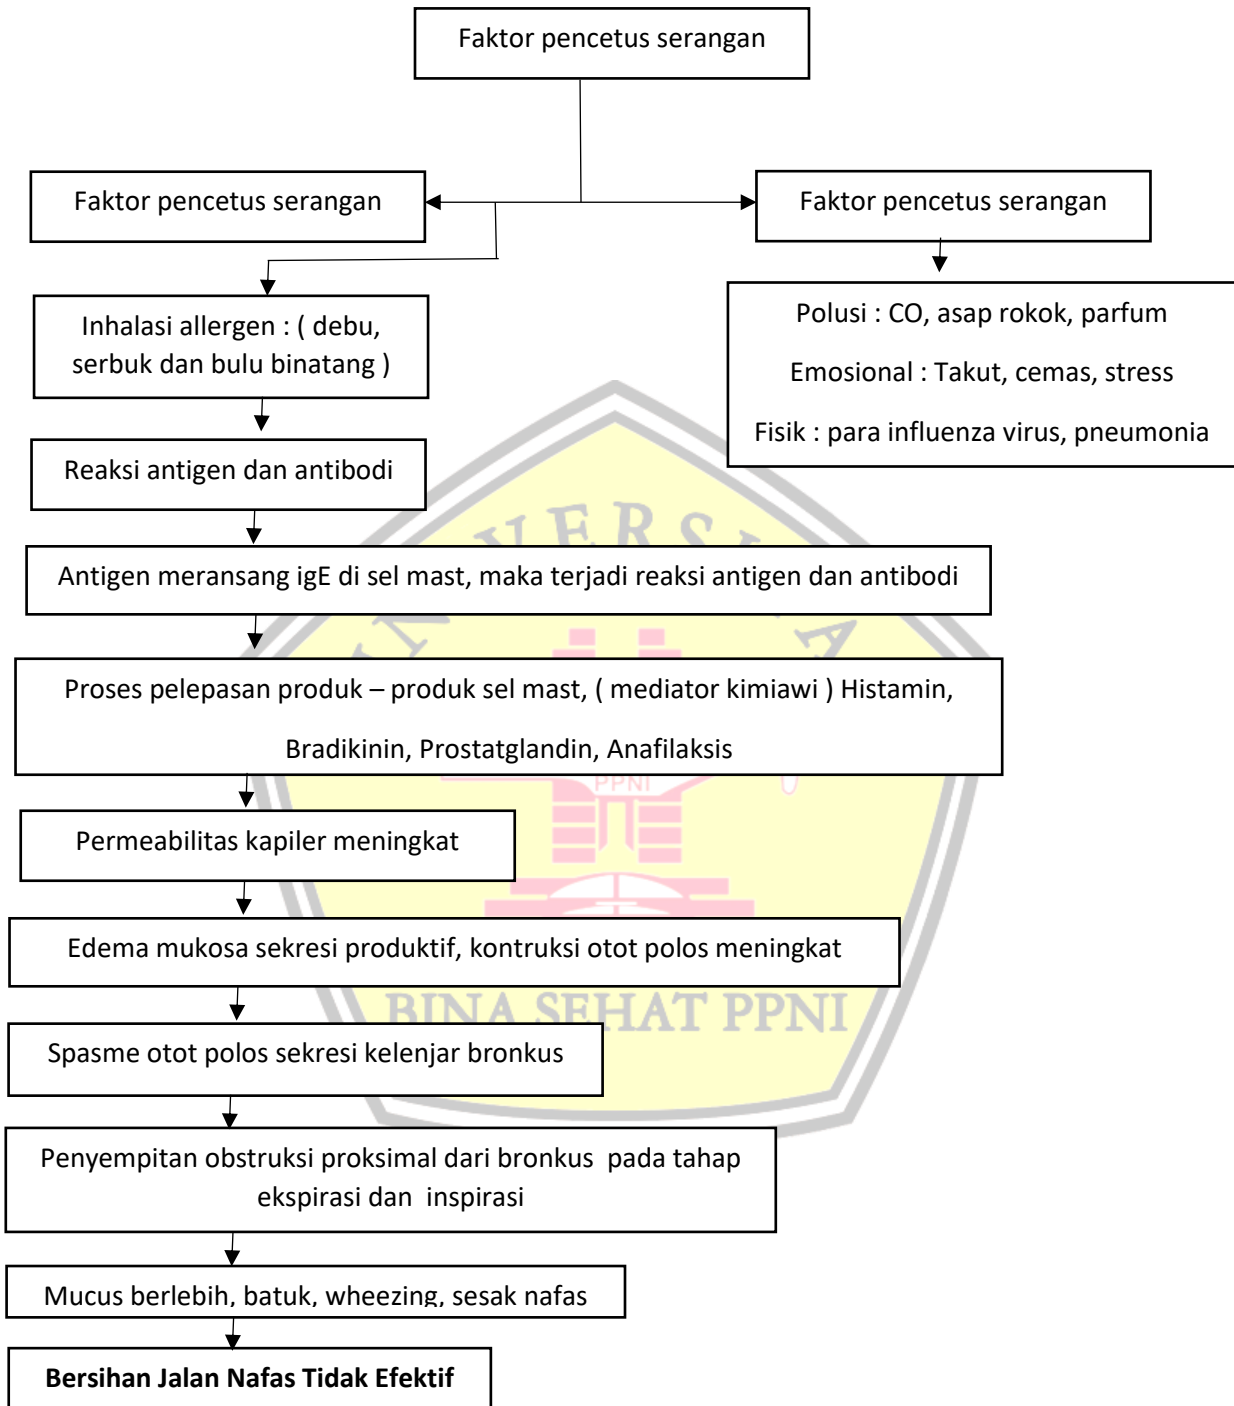 Faktor pencetus serangan
Faktor pencetus serangan
Faktor pencetus serangan
Inhalasi allergen : ( debu,
serbuk dan bulu binatang )
Polusi : CO, asap rokok, parfum
Emosional : Takut, cemas, stress
Fisik : para influenza virus, pneumonia
Reaksi antigen dan antibodi
Antigen meransang igE di sel mast, maka terjadi reaksi antigen dan antibodi
Proses pelepasan produk – produk sel mast, ( mediator kimiawi ) Histamin,
Bradikinin, Prostatglandin, Anafilaksis
PPNI
Permeabilitas kapiler meningkat
Edema mukosa sekresi produktif, kontruksi otot polos meningkat
BINA SEHAT PPNI
Spasme otot polos sekresi kelenjar bronkus
Penyempitan obstruksi proksimal dari bronkus pada tahap
ekspirasi dan inspirasi
Mucus berlebih, batuk, wheezing, sesak nafas
Bersihan Jalan Nafas Tidak Efektif